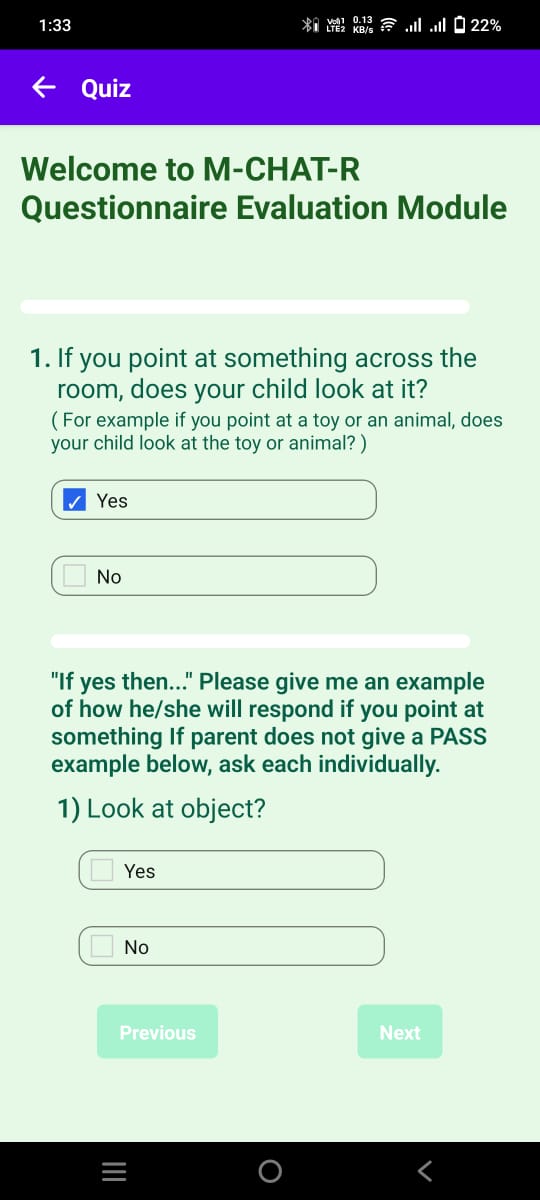 1:33
Vo)) 1 0.13
LTE2 KB/s
22%
Quiz
Welcome to M-CHAT-R
Questionnaire Evaluation Module
1. If you point at something across the
room, does your child look at it?
( For example if you point at a toy or an animal, does
your child look at the toy or animal? )
Yes
No
"If yes then..." Please give me an example
of how he/she will respond if you point at
something If parent does not give a PASS
example below, ask each individually.
1) Look at object?
Yes
No
Previous
Next